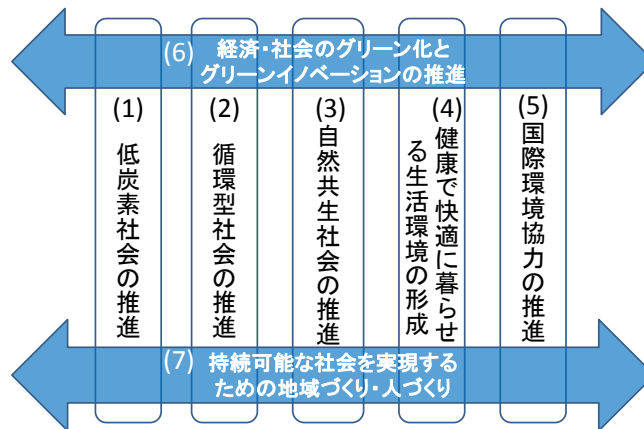 (6) 経済・社会のグリーン化と
グリーンイノベーションの推進
(1)
低炭素社会の推進
(2)
循環型社会の推進
(3)
自然共生社会の推進
(4)
健康で快適に暮らせ
る生活環境の形成
(5)
国際環境協力の推進
(7) 持続可能な社会を実現する
ための地域づくり・人づくり